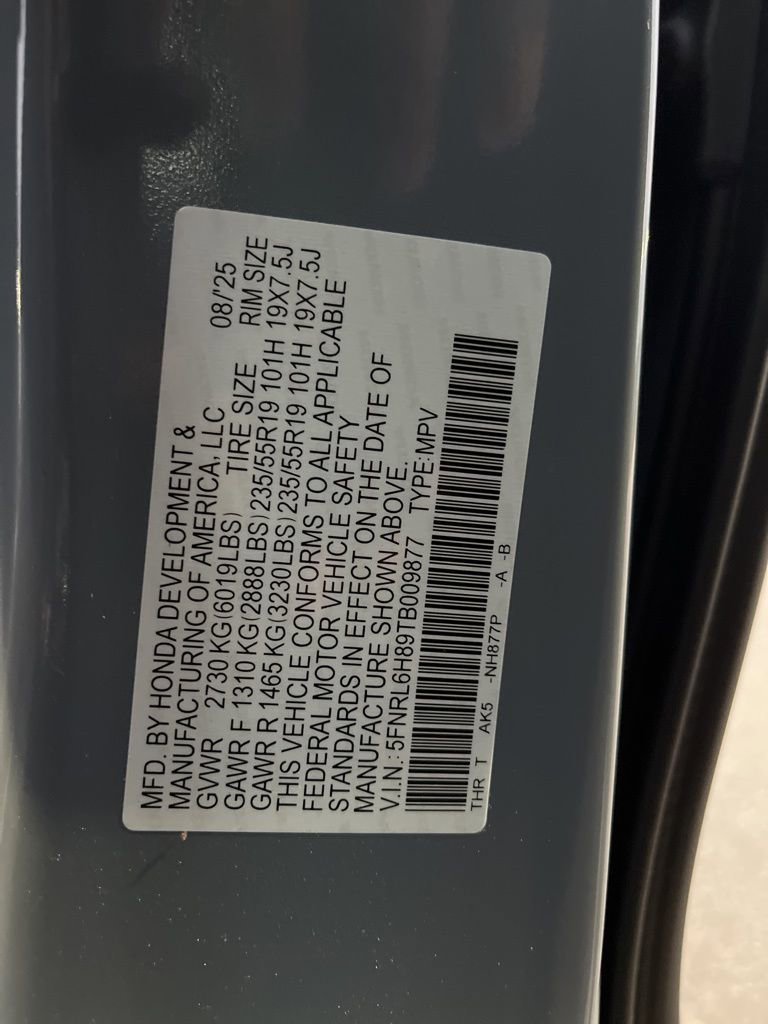 MFD. BY HONDA DEVELOPMENT &
MANUFACTURING OF AMERICA, LLC 08/'25
GVWR 2730 KG(6019LBS) TIRE SIZE RIM SIZE
GAWR F 1310 KG(2888LBS)235/55R19 101H 19X7.5J
GAWR R 1465 KG(3230LBS)235/55R19 101H 19X7.5J
THIS VEHICLE CONFORMS TO ALL APPLICABLE
FEDERAL MOTOR VEHICLE SAFETY
STANDARDS IN EFFECT ON THE DATE OF
MANUFACTURE SHOWN ABOVE.
V.I.N.:5FNRL6H89TB009877 TYPE:MPV
THR T AK5 -NH877P -A -B